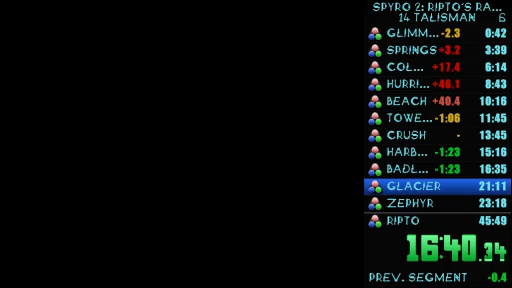 SPYRO 2: RIPTO'S RA...
14 TALISMAN 6
GLIMM... -2.3 0:42
SPRINGS +3.2 3:39
COL... +17.4 6:14
HURRI... +40.1 8:43
BEACH +40.4 10:16
TOWE... -1:06 11:45
CRUSH - 13:45
HARB... -1:23 15:16
BADL... -1:23 16:35
GLACIER 21:11
ZEPHYR 23:18
RIPTO 45:49
16:40.34
PREV. SEGMENT -0.4